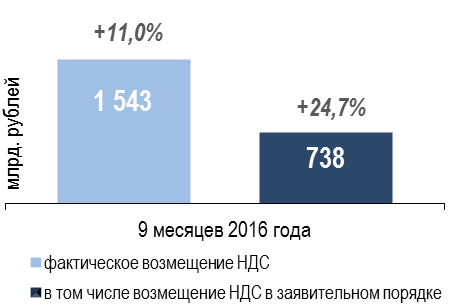 +11,0%
1 543
+24,7%
738
млрд. рублей
9 месяцев 2016 года
фактическое возмещение НДС
в том числе возмещение НДС в заявительном порядке